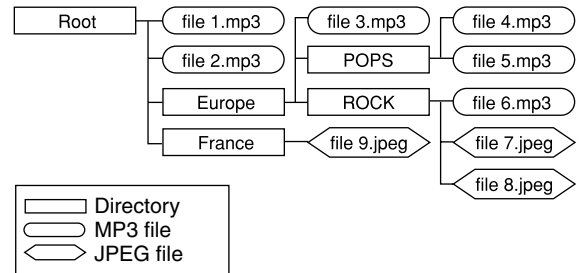 Root file 1.mp3 file 3.mp3 file 4.mp3
file 2.mp3 POPS file 5.mp3
Europe ROCK file 6.mp3
France file 9.jpeg file 7.jpeg
file 8.jpeg
Directory
MP3 file
JPEG file